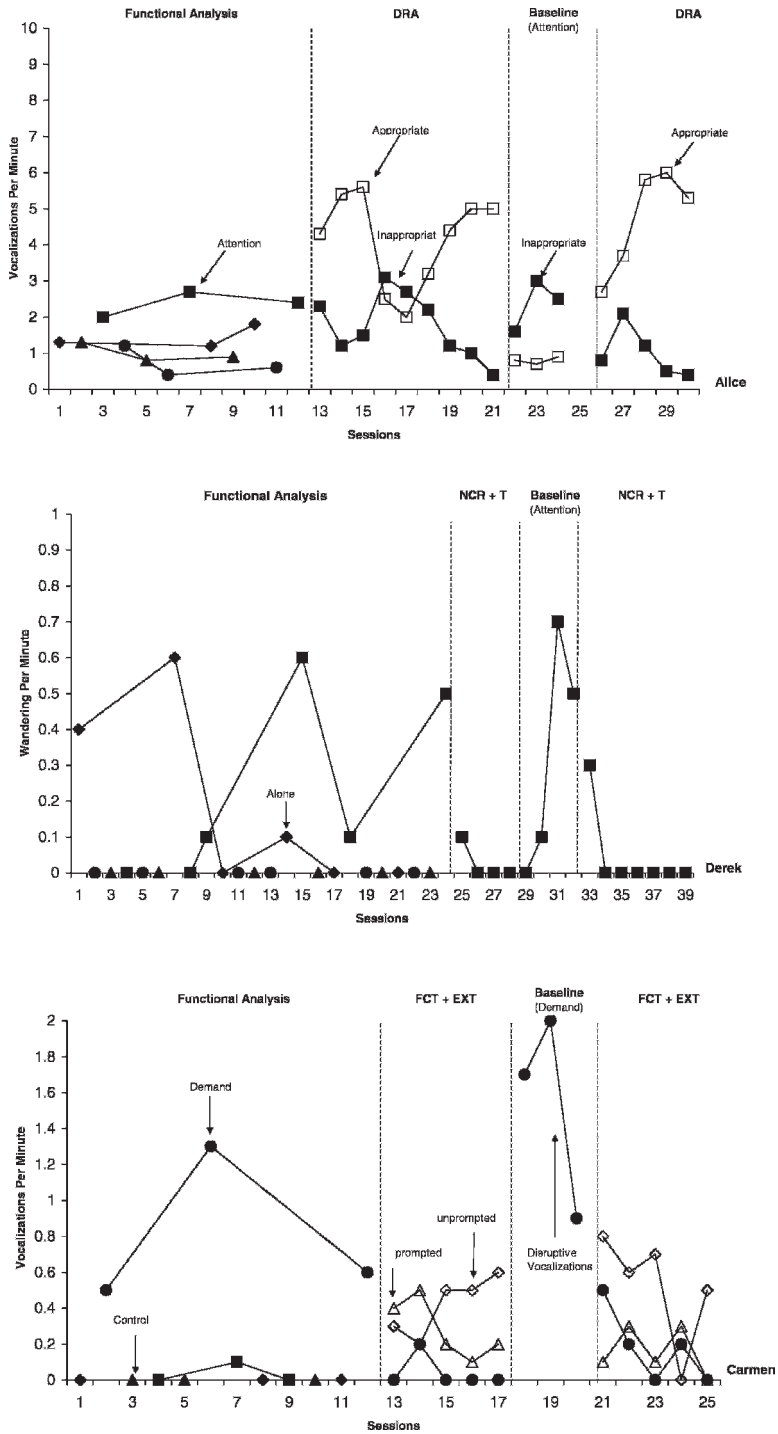 Functional Analysis DRA Baseline DRA
(Attention)
10
9
8
7
6
5
4
3
2
1
0
Vocalizations Per Minute
Appropriate
Appropriate
Attention
Inappropriat
Inappropriate
1 3 5 7 9 11 13 15 17 19 21 23 25 27 29
Alice
Sessions
Functional Analysis NCR + T Baseline NCR + T
(Attention)
1
0.9
0.8
0.7
0.6
0.5
0.4
0.3
0.2
0.1
0
Wandering Per Minute
Alone
Derek
1 3 5 7 9 11 13 15 17 19 21 23 25 27 29 31 33 35 37 39
Sessions
Functional Analysis FCT + EXT Baseline FCT + EXT
(Demand)
2
1.8
1.6
1.4
1.2
1
0.8
0.6
0.4
0.2
0
Vocalizations Per Minute
Demand
unprompted
prompted
Disruptive
Vocalizations
Control
Carmen
1 3 5 7 9 11 13 15 17 19 21 23 25
Sessions